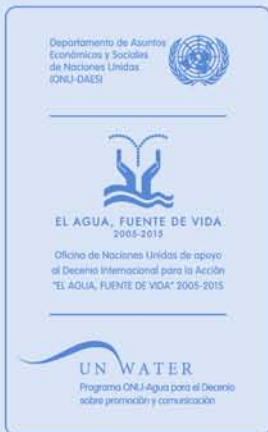 Departamento de Asuntos
Económicos y Sociales
de Naciones Unidas
(ONU-DAES)
EL AGUA, FUENTE DE VIDA
2005-2015
Oficina de Naciones Unidas de apoyo
al Decenio Internacional para la Acción
"EL AGUA, FUENTE DE VIDA" 2005-2015
UN WATER
Programa ONU-Agua para el Decenio
sobre promoción y comunicación